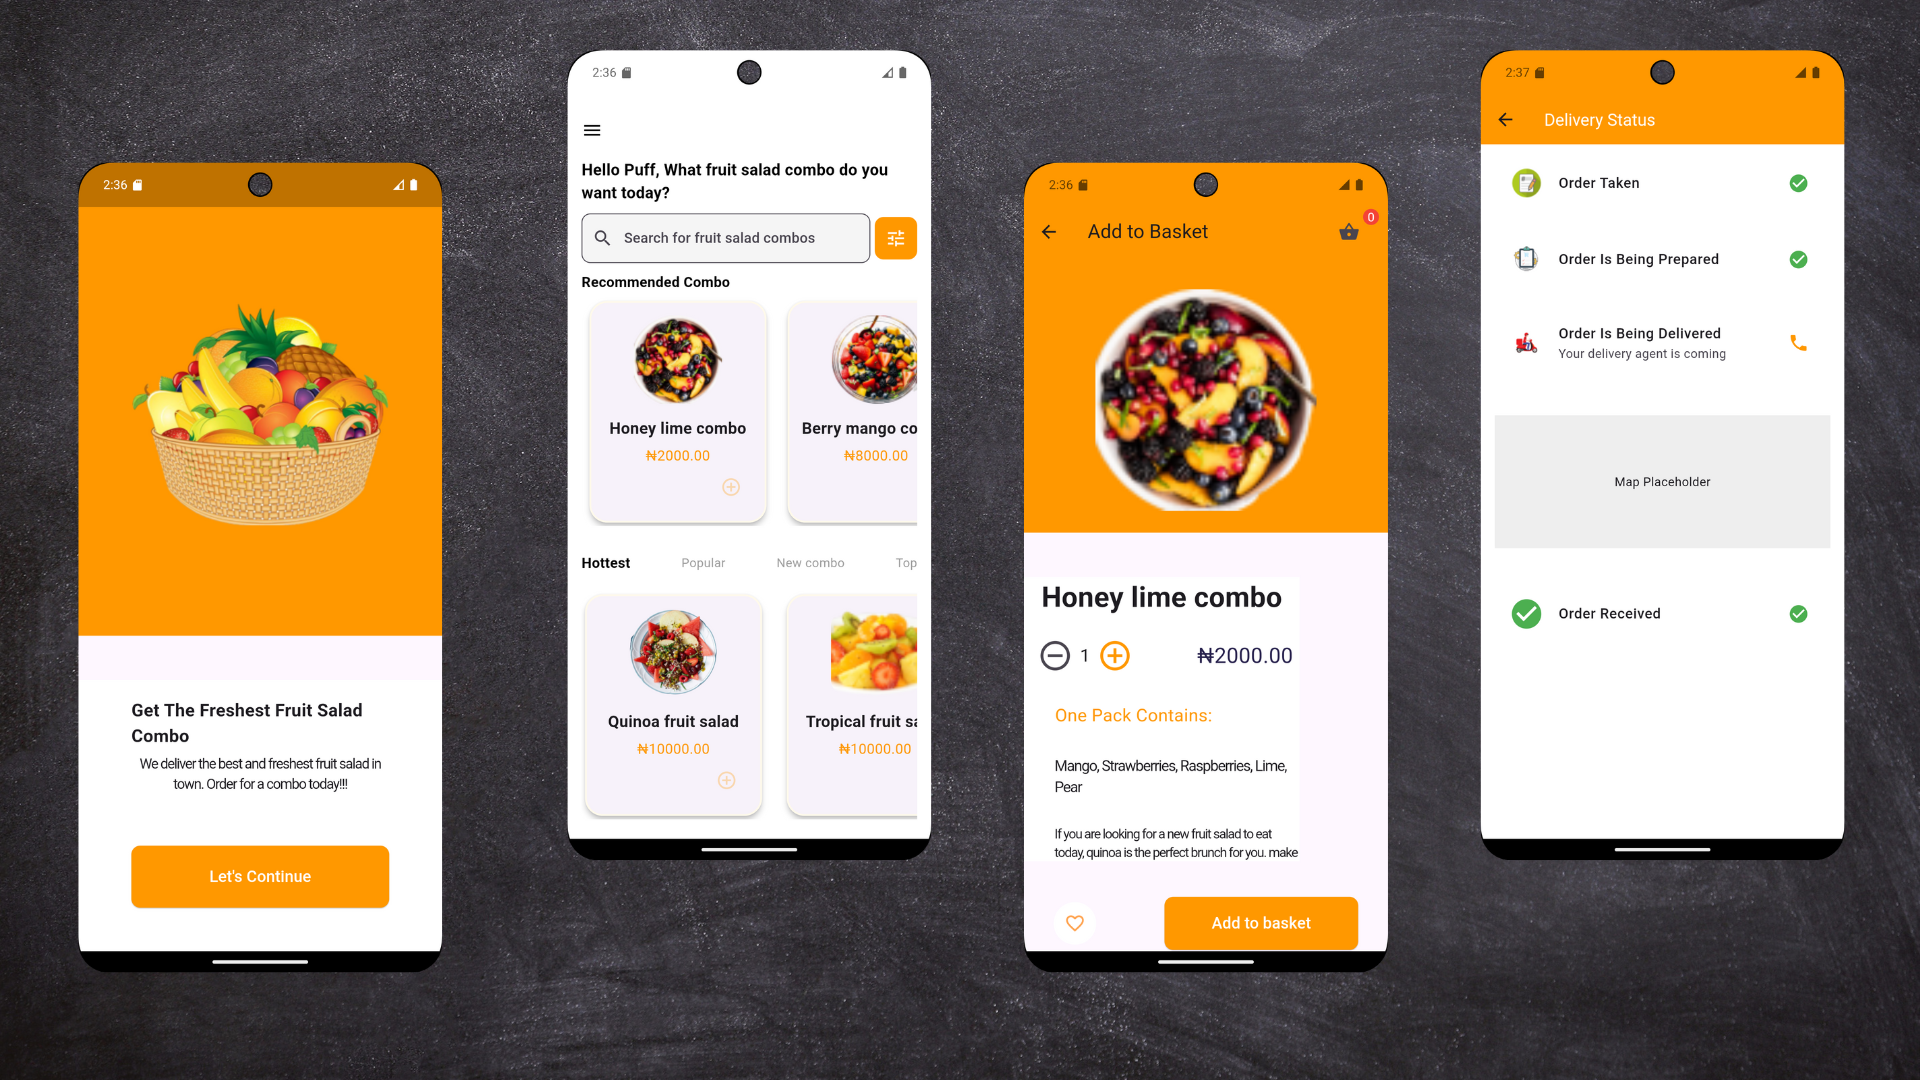 2:36
Get The Freshest Fruit Salad
Combo
We deliver the best and freshest fruit salad in
town. Order for a combo today!!!
Let's Continue
2:36
Hello Puff, What fruit salad combo do you
want today?
Search for fruit salad combos
Recommended Combo
Honey lime combo
₦2000.00
Berry mango co
₦8000.00
Hottest Popular New combo Top
Quinoa fruit salad
₦10000.00
Tropical fruit sa
₦10000.00
2:36
Add to Basket
0
Honey lime combo
1
₦2000.00
One Pack Contains:
Mango, Strawberries, Raspberries, Lime,
Pear
If you are looking for a new fruit salad to eat
today, quinoa is the perfect brunch for you. make
Add to basket
2:37
Delivery Status
Order Taken
Order Is Being Prepared
Order Is Being Delivered
Your delivery agent is coming
Map Placeholder
Order Received